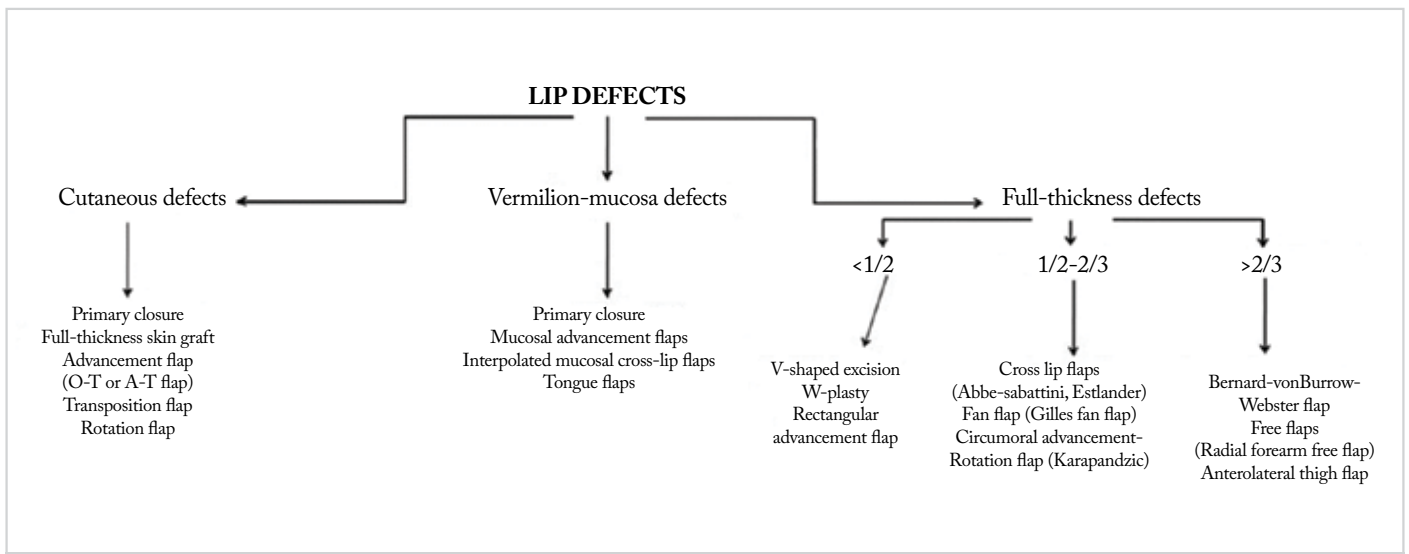 LIP DEFECTS
Cutaneous defects
Vermilion-mucosa defects
Full-thickness defects
<1/2
1/2-2/3
>2/3
Primary closure
Full-thickness skin graft
Advancement flap
(O-T or A-T flap)
Transposition flap
Rotation flap
Primary closure
Mucosal advancement flaps
Interpolated mucosal cross-lip flaps
Tongue flaps
V-shaped excision
W-plasty
Rectangular
advancement flap
Cross lip flaps
(Abbe-sabattini, Estlander)
Fan flap (Gilles fan flap)
Circumoral advancement-
Rotation flap (Karapandzic)
Bernard-vonBurrow-
Webster flap
Free flaps
(Radial forearm free flap)
Anterolateral thigh flap